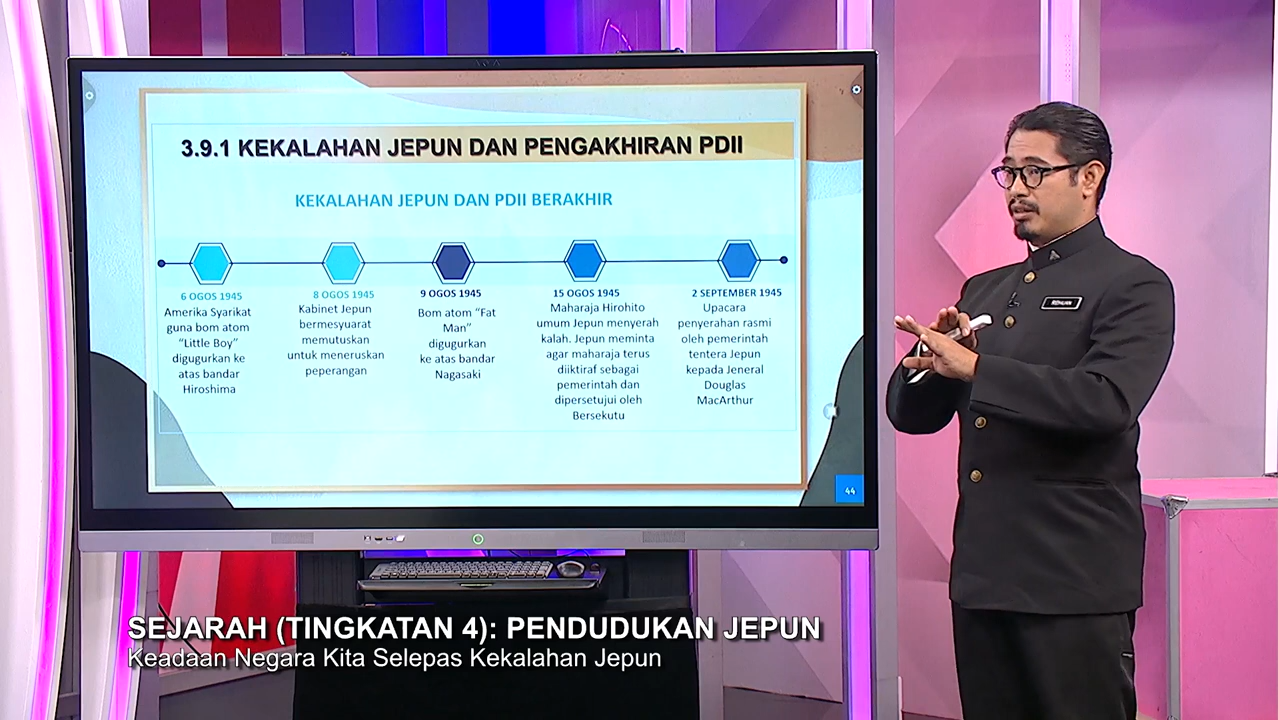 3.9.1 KEKALAHAN JEPUN DAN PENGAKHIRAN PDII
KEKALAHAN JEPUN DAN PDII BERAKHIR
6 OGOS 1945
Amerika Syarikat
guna bom atom
“Little Boy”
digugurkan ke
atas bandar
Hiroshima
8 OGOS 1945
Kabinet Jepun
bermesyuarat
memutuskan
untuk meneruskan
peperangan
9 OGOS 1945
Bom atom “Fat
Man”
digugurkan
ke atas bandar
Nagasaki
15 OGOS 1945
Maharaja Hirohito
umum Jepun menyerah
kalah. Jepun meminta
agar maharaja terus
diiktiraf sebagai
pemerintah dan
dipersetujui oleh
Bersekutu
2 SEPTEMBER 1945
Upacara
penyerahan rasmi
oleh pemerintah
tentera Jepun
kepada Jeneral
Douglas
MacArthur
44
RIDHUAN
SEJARAH (TINGKATAN 4): PENDUDUKAN JEPUN
Keadaan Negara Kita Selepas Kekalahan Jepun